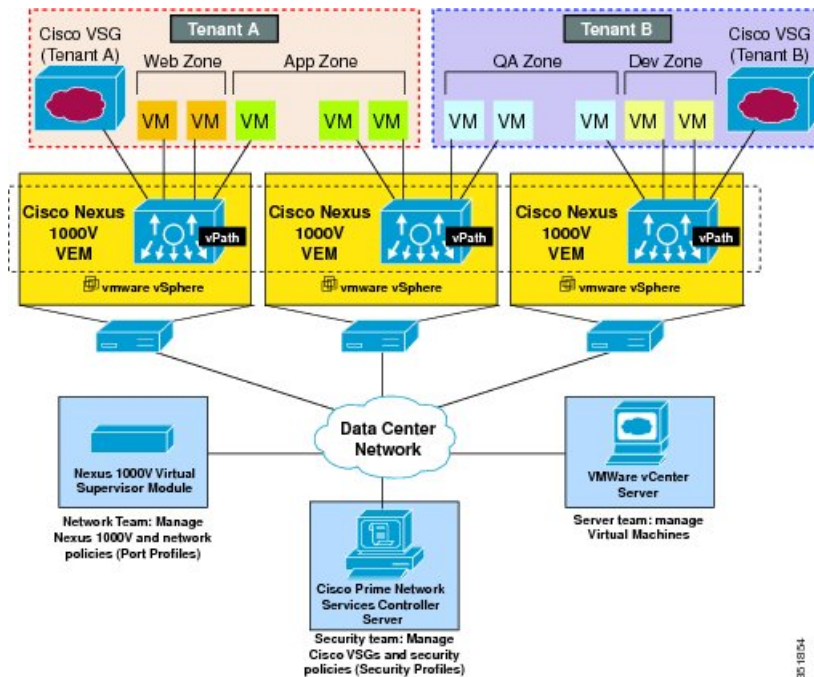 Cisco VSG
(Tenant A)
Tenant A
Web Zone
App Zone
Tenant B
QA Zone
Dev Zone
Cisco VSG
(Tenant B)
VM
VM
VM
VM
VM
VM
VM
VM
VM
VM
Cisco Nexus
1000V
VEM
vPath
vmware vSphere
Cisco Nexus
1000V
VEM
vPath
vmware vSphere
Cisco Nexus
1000V
VEM
vPath
vmware vSphere
Data Center
Network
Nexus 1000V Virtual
Supervisor Module
Network Team: Manage
Nexus 1000V and network
policies (Port Profiles)
VMWare vCenter
Server
Server team: manage
Virtual Machines
Cisco Prime Network
Services Controller
Server
Security team: Manage
Cisco VSGs and security
policies (Security Profiles)
351854